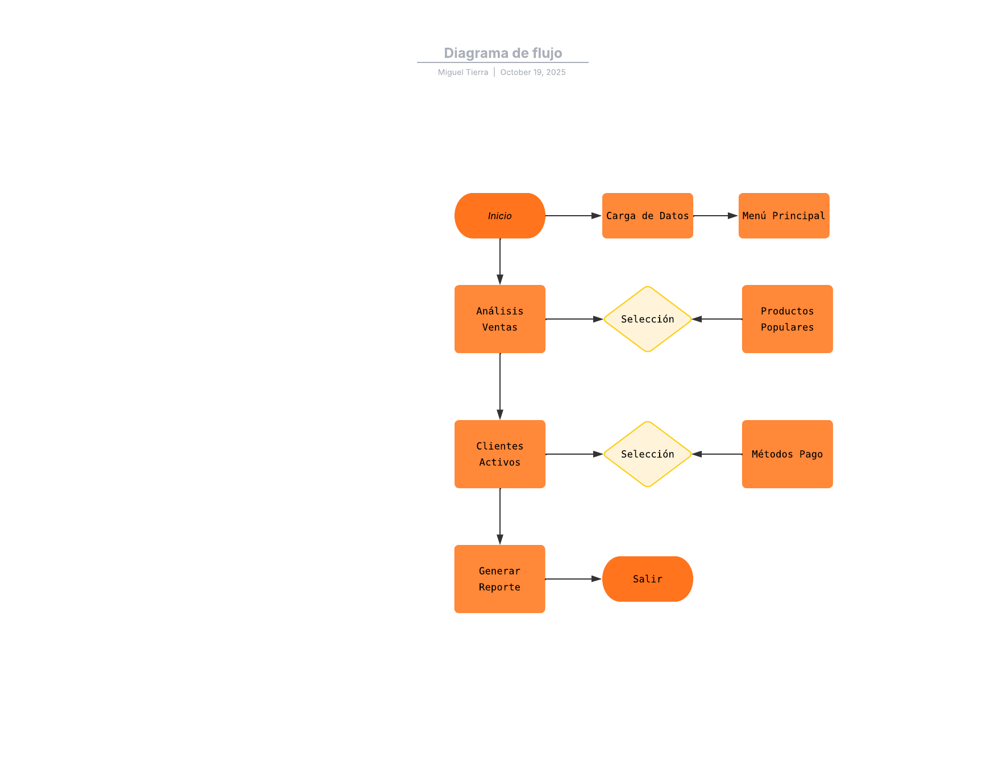 Diagrama de flujo
Miguel Tierra | October 19, 2025
Inicio
Carga de Datos
Menú Principal
Análisis
Ventas
Selección
Productos
Populares
Clientes
Activos
Selección
Métodos Pago
Generar
Reporte
Salir